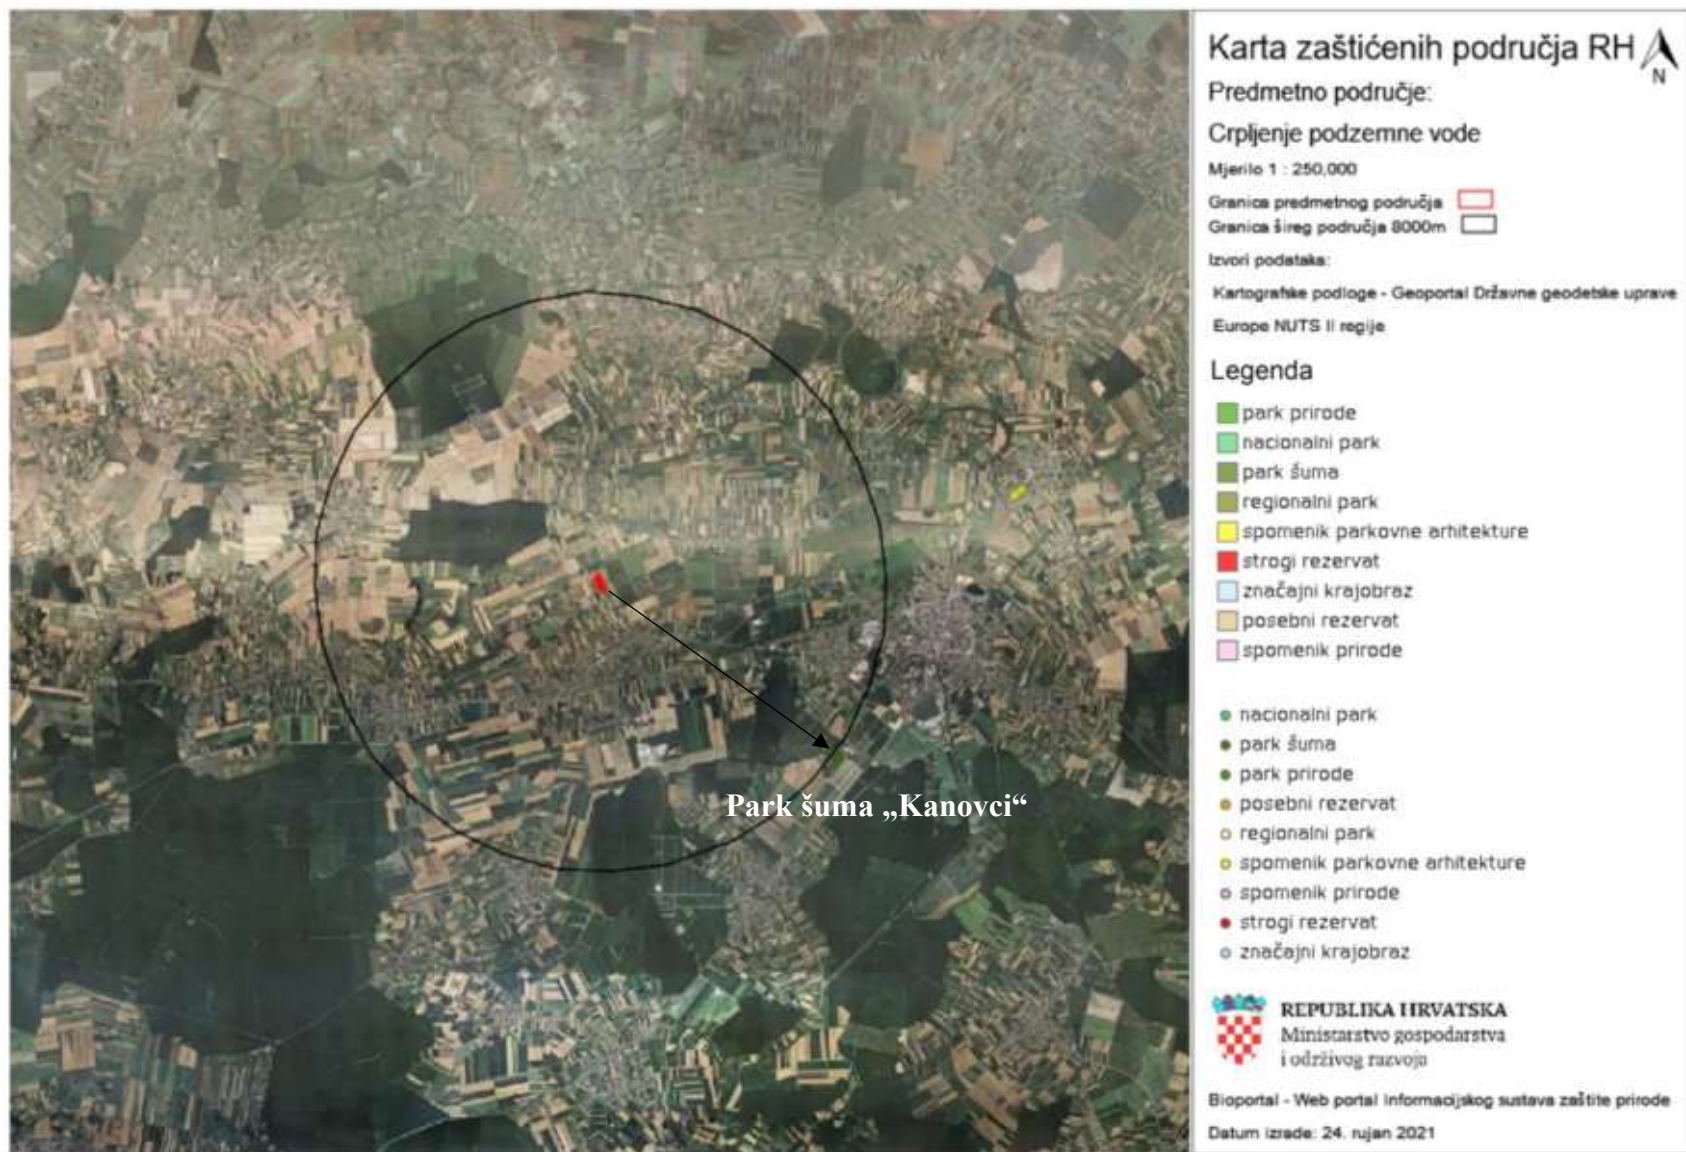 Karta zaštićenih područja RH
N
Predmetno područje:
Crpljenje podzemne vode
Mjerilo 1 : 250,000
Granica predmetnog područja
Granica šireg područja 8000m
Izvori podataka:
Kartografske podloge - Geoportal Državne geodetske uprave
Europe NUTS II regije
Legenda
park prirode
nacionalni park
park šuma
regionalni park
spomenik parkovne arhitekture
strogi rezervat
značajni krajobraz
posebni rezervat
spomenik prirode
nacionalni park
park šuma
park prirode
posebni rezervat
regionalni park
spomenik parkovne arhitekture
spomenik prirode
strogi rezervat
značajni krajobraz
Park šuma „Kanovci“
REPUBLIKA HRVATSKA
Ministarstvo gospodarstva
i održivog razvoja
Bioportal - Web portal Informacijskog sustava zaštite prirode
Datum izrade: 24. rujan 2021